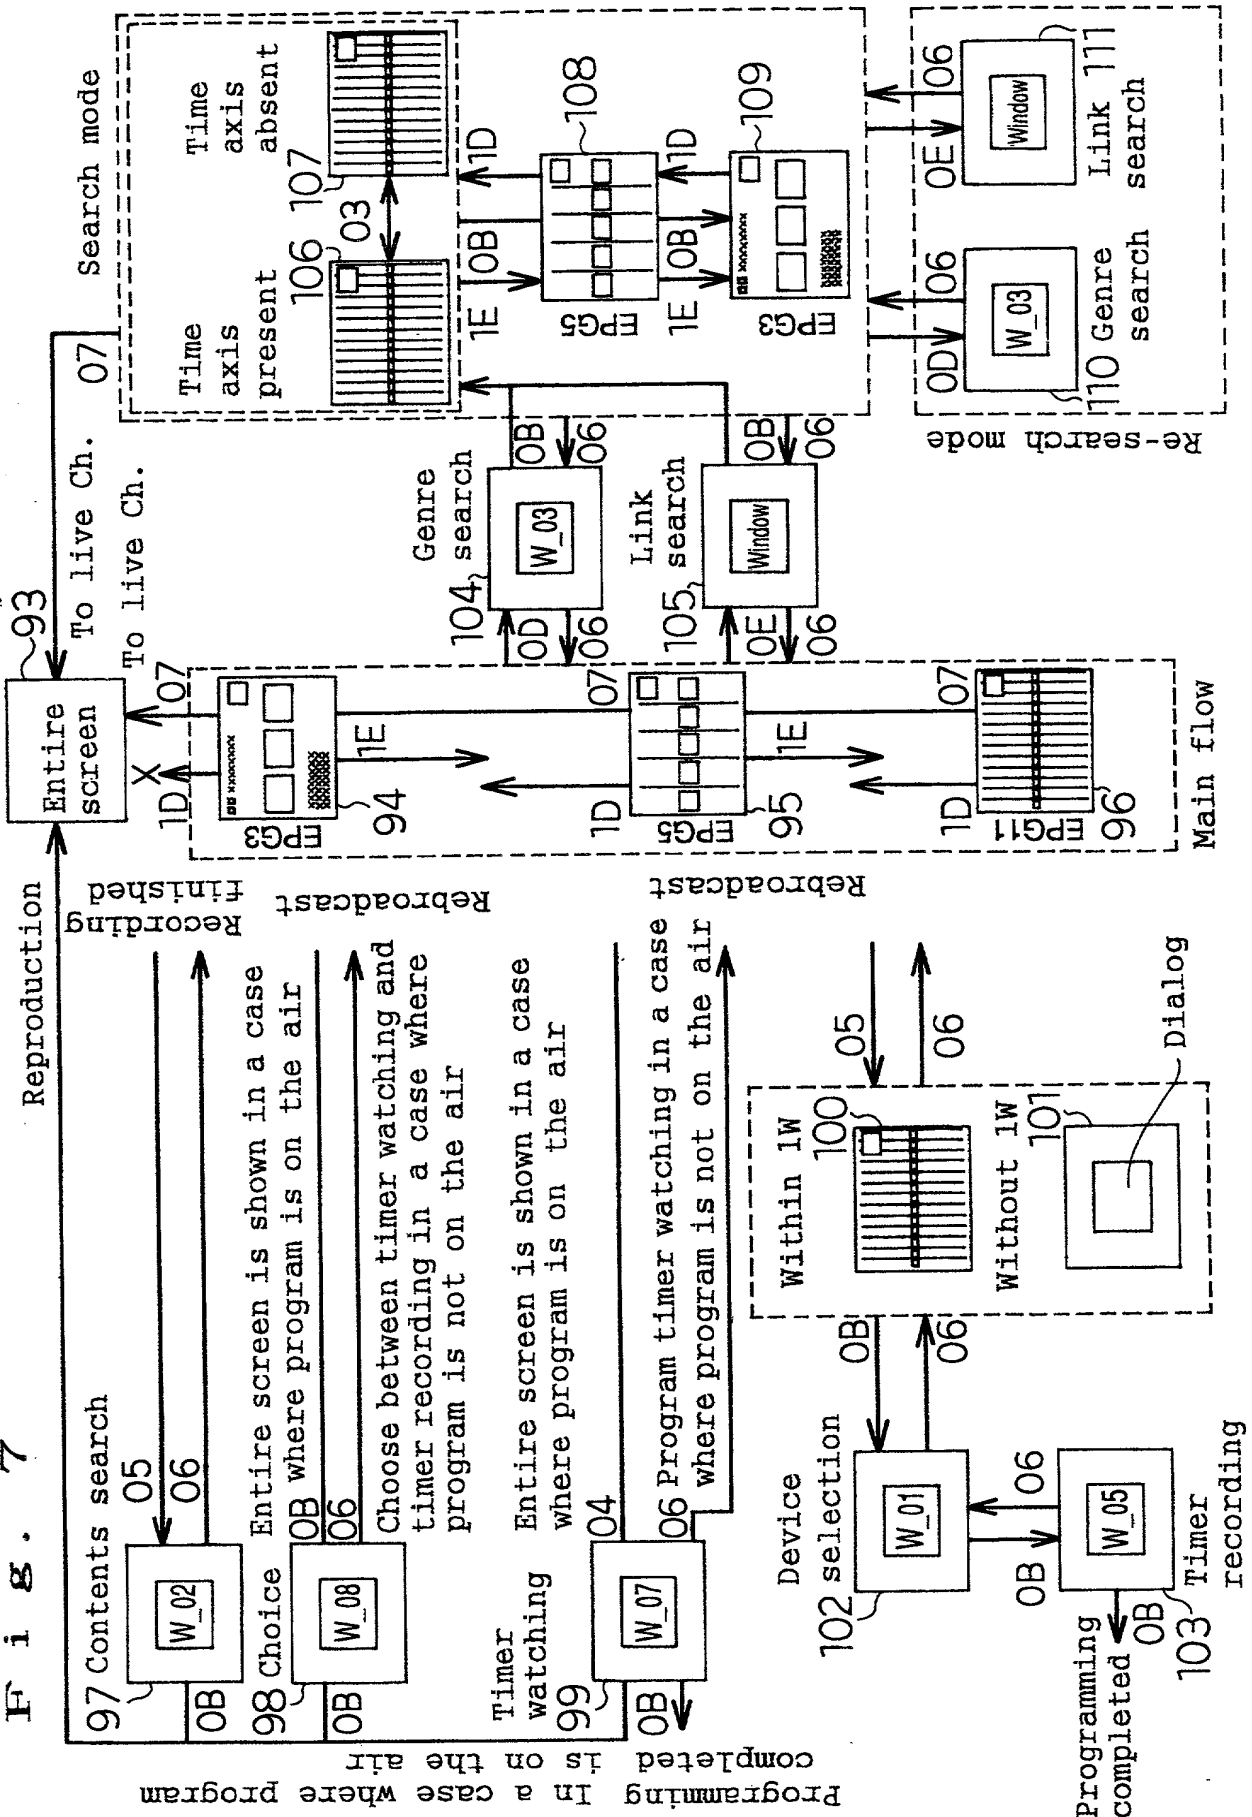 Fig. 7
Reproduction
93
Entire
screen
To live Ch.
To live Ch.
07
Search mode
Time
axis
present
Time
axis
absent
106
03
107
1E
0B
1D
108
EPG5
1E
0B
1D
109
EPG3
Re-search mode
0D
06
W_03
110
Genre
search
0E
06
Window
111
Link
search
Genre
search
104
W_03
0B
06
0D
06
Link
search
105
Window
0B
06
0E
06
Main flow
1D
X
07
EPG3
94
1E
1D
07
EPG5
95
1E
1D
07
EPG11
96
Recording
finished
Rebroadcast
Rebroadcast
97
Contents search
W_02
05
06
0B
98
Choice
W_08
0B
06
0B
Entire screen is shown in a case
where program is on the air
Choose between timer watching and
timer recording in a case where
program is not on the air
Timer
watching
99
W_07
04
06
0B
Entire screen is shown in a case
where program is on the air
Program timer watching in a case
where program is not on the air
Programming In a case where program
completed is on the air
05
06
Within 1W
100
Without 1W
101
Dialog
0B
06
Device
selection
102
W_01
06
0B
W_05
103
Timer
recording
0B
Programming
completed